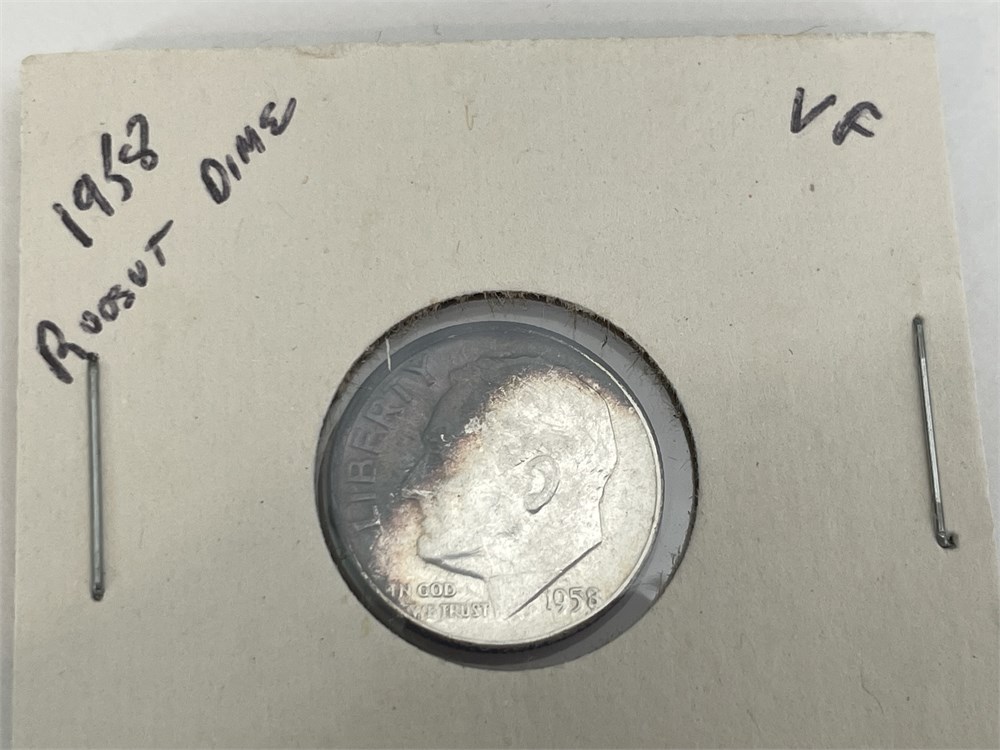 1958
ROOSVT DIME
VF
LIBERTY
IN GOD
WE TRUST
1958